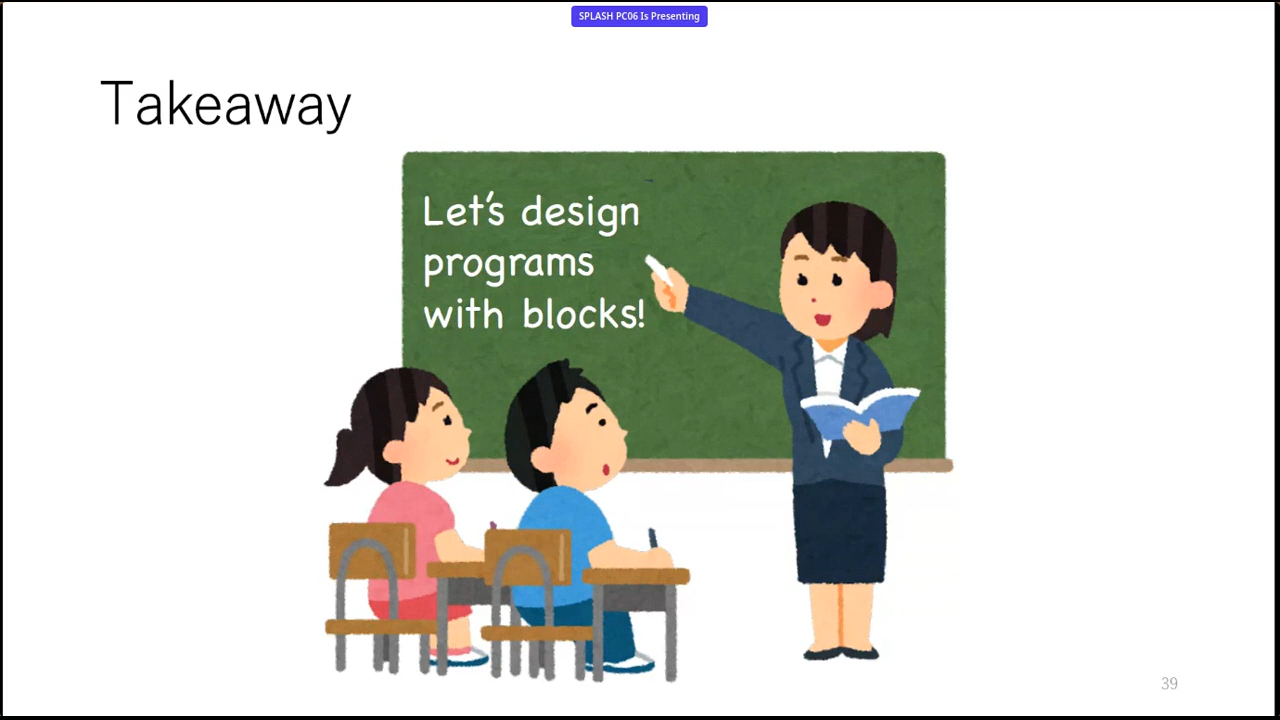 SPLASH PC06 Is Presenting
Takeaway
Let's design
programs
with blocks!
39